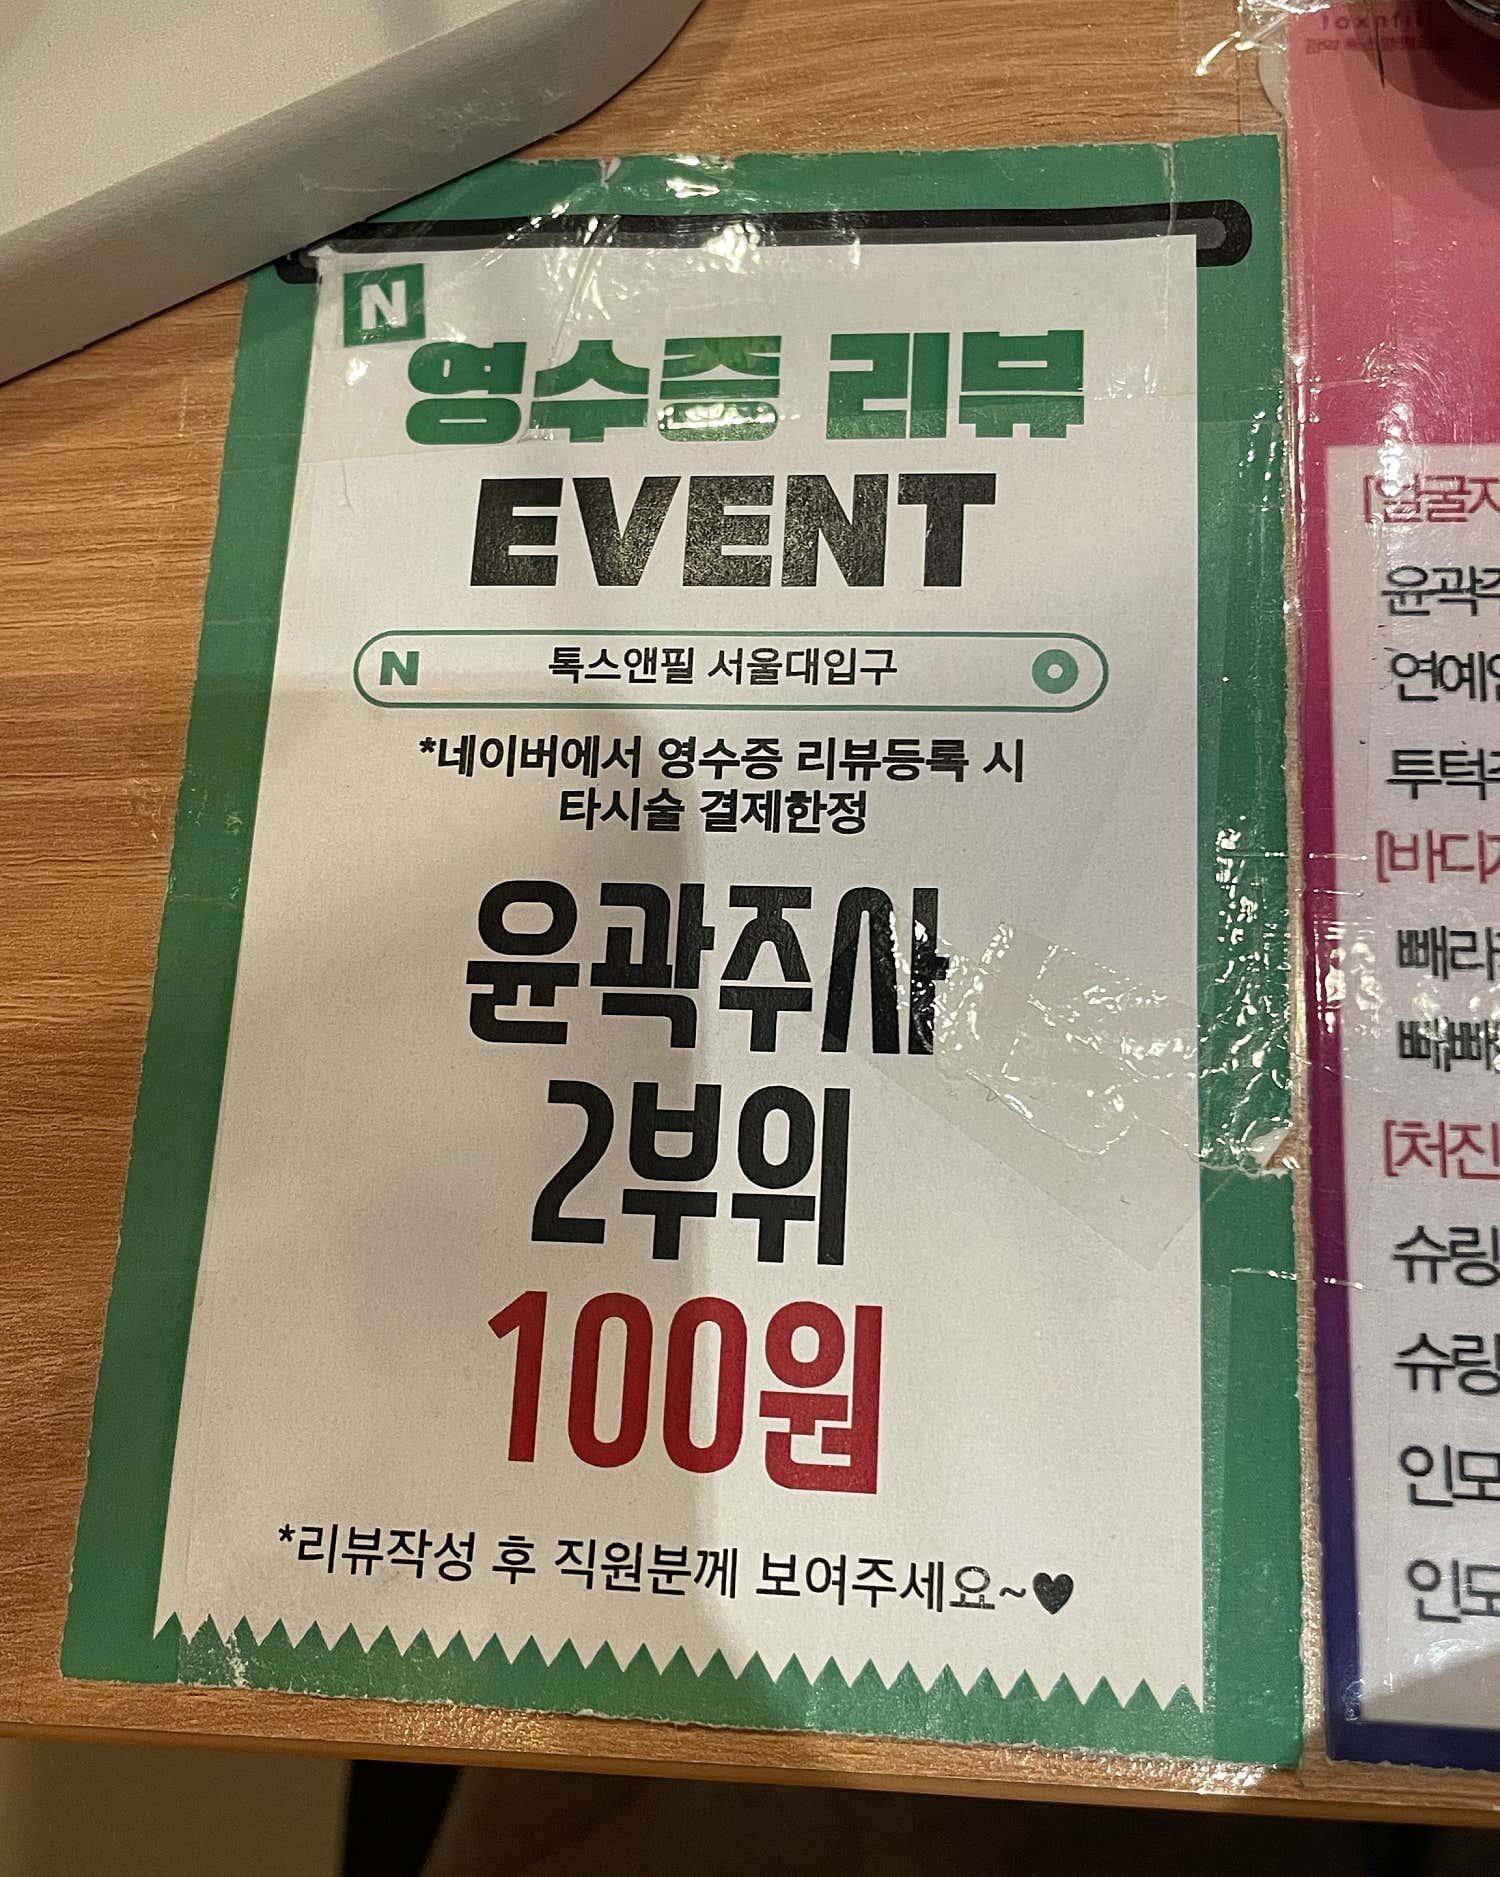 N
영수증 리뷰
EVENT
N 톡스앤필 서울대입구
*네이버에서 영수증 리뷰등록 시
타시술 결제한정
윤곽주사
2부위
100원
*리뷰작성 후 직원분께 보여주세요~♥
윤곽주
연예인
투턱주
슈링
슈링
인모
인모